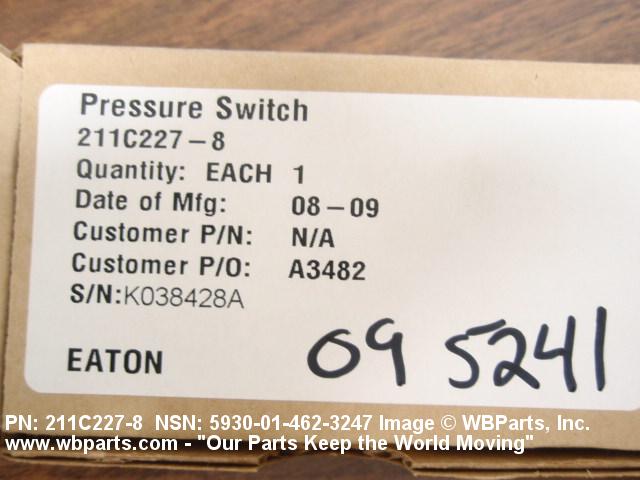 Pressure Switch
211C227-8
Quantity: EACH 1
Date of Mfg: 08-09
Customer P/N: N/A
Customer P/O: A3482
S/N:K038428A
EATON
09 5241
PN: 211C227-8 NSN: 5930-01-462-3247 Image © WBParts, Inc.
www.wbparts.com - "Our Parts Keep the World Moving"